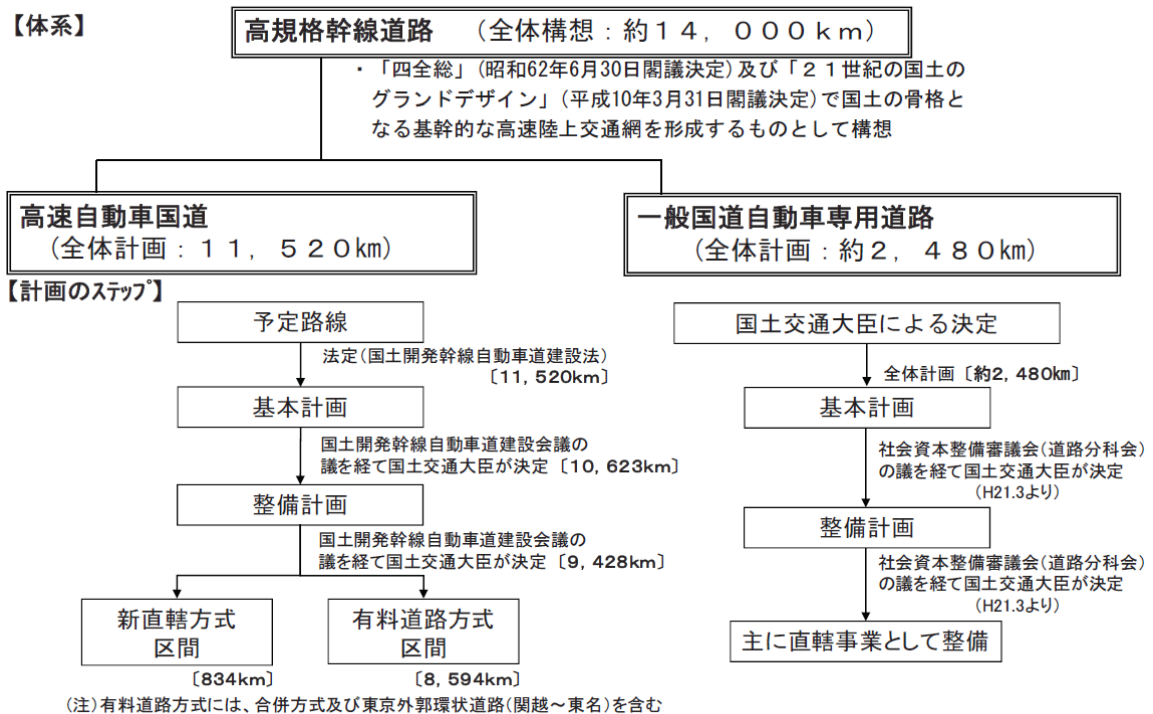 【体系】
高規格幹線道路 （全体構想：約１４，０００ｋｍ）
・「四全総」(昭和62年6月30日閣議決定)及び「２１世紀の国土の
グランドデザイン」(平成10年3月31日閣議決定)で国土の骨格と
なる基幹的な高速陸上交通網を形成するものとして構想
高速自動車国道
（全体計画：１１，５２０㎞）
一般国道自動車専用道路
（全体計画：約２，４８０㎞）
【計画のｽﾃｯﾌﾟ】
予定路線
法定(国土開発幹線自動車道建設法)
〔11,520km〕
基本計画
国土開発幹線自動車道建設会議の
議を経て国土交通大臣が決定〔10,623km〕
整備計画
国土開発幹線自動車道建設会議の
議を経て国土交通大臣が決定〔9,428km〕
新直轄方式
区間
〔834km〕
有料道路方式
区間
〔8,594km〕
国土交通大臣による決定
全体計画〔約2,480㎞〕
基本計画
社会資本整備審議会(道路分科会)
の議を経て国土交通大臣が決定
(H21.3より)
整備計画
社会資本整備審議会(道路分科会)
の議を経て国土交通大臣が決定
(H21.3より)
主に直轄事業として整備
(注)有料道路方式には、合併方式及び東京外郭環状道路(関越～東名)を含む